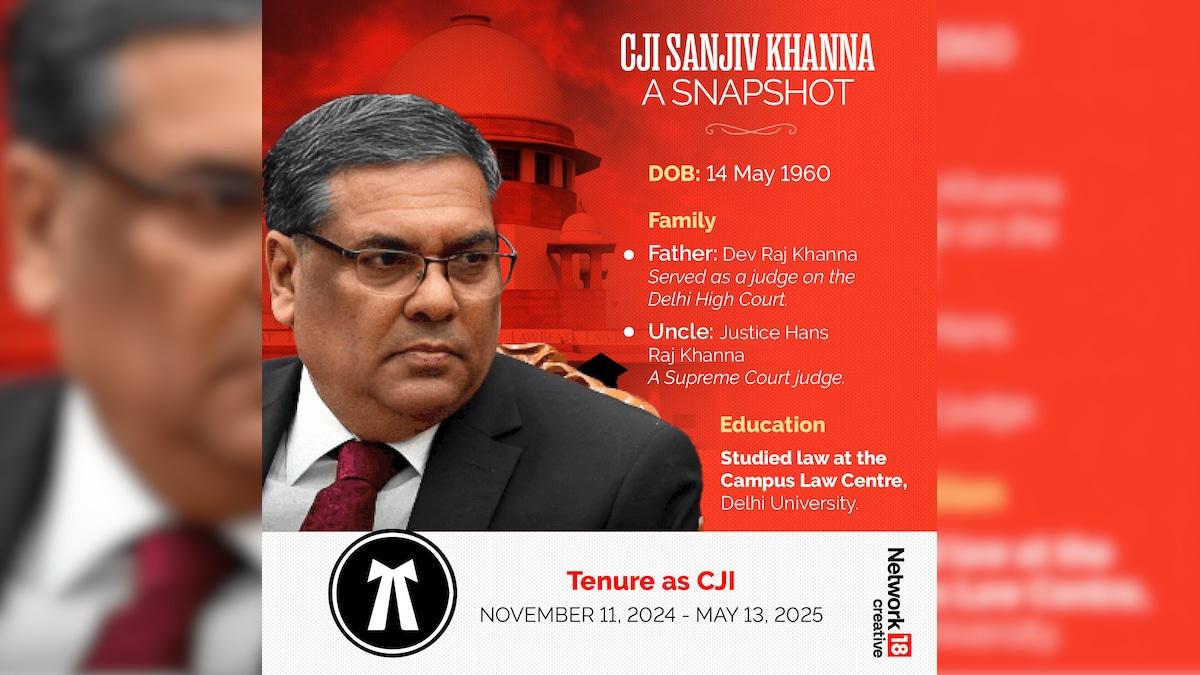 CJI SANJIV KHANNA
A SNAPSHOT
DOB: 14 May 1960
Family
Father: Dev Raj Khanna
Served as a judge on the
Delhi High Court.
Uncle: Justice Hans
Raj Khanna
A Supreme Court judge.
Education
Studied law at the
Campus Law Centre,
Delhi University.
Tenure as CJI
NOVEMBER 11, 2024 - MAY 13, 2025
Network 18
creative